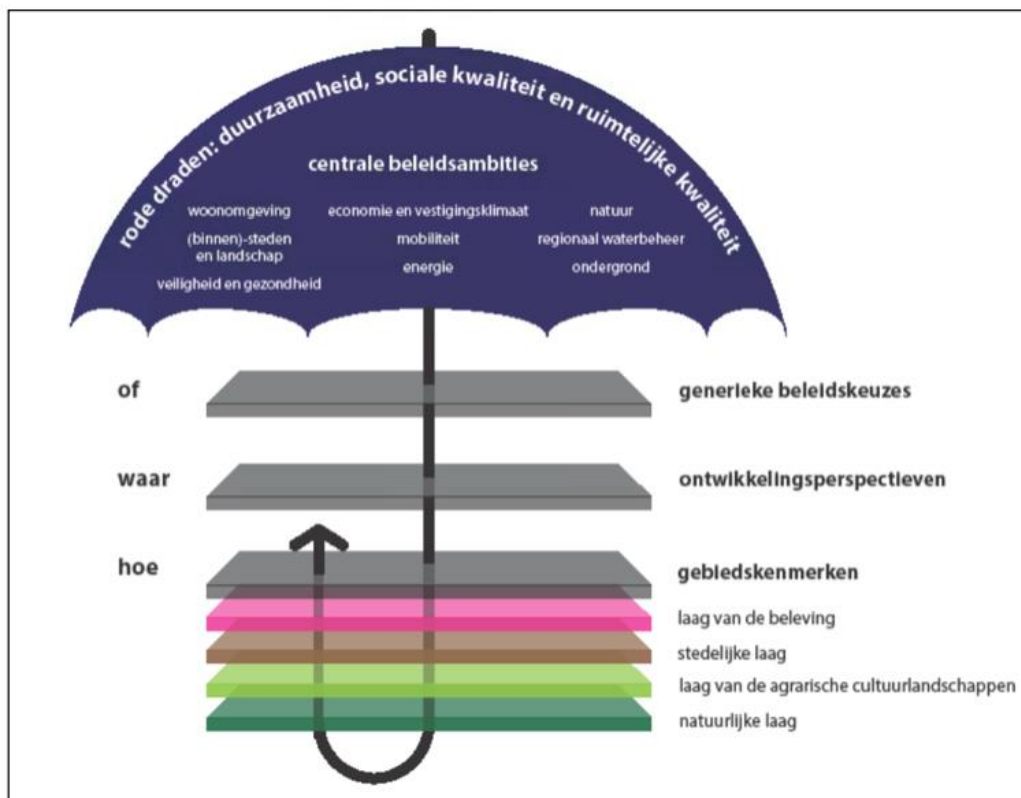 rode draden: duurzaamheid, sociale kwaliteit en ruimtelijke kwaliteit
centrale beleidsambities
woonomgeving
(binnen)-steden
en landschap
veiligheid en gezondheid
economie en vestigingsklimaat
mobiliteit
energie
natuur
regionaal waterbeheer
ondergrond
of
generieke beleidskeuzes
waar
ontwikkelingsperspectieven
hoe
gebiedskenmerken
laag van de beleving
stedelijke laag
laag van de agrarische cultuurlandschappen
natuurlijke laag